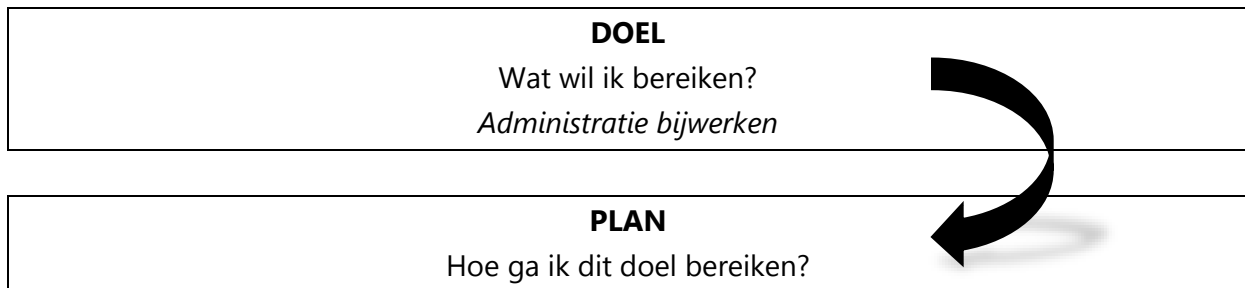 DOEL
Wat wil ik bereiken?
Administratie bijwerken
PLAN
Hoe ga ik dit doel bereiken?